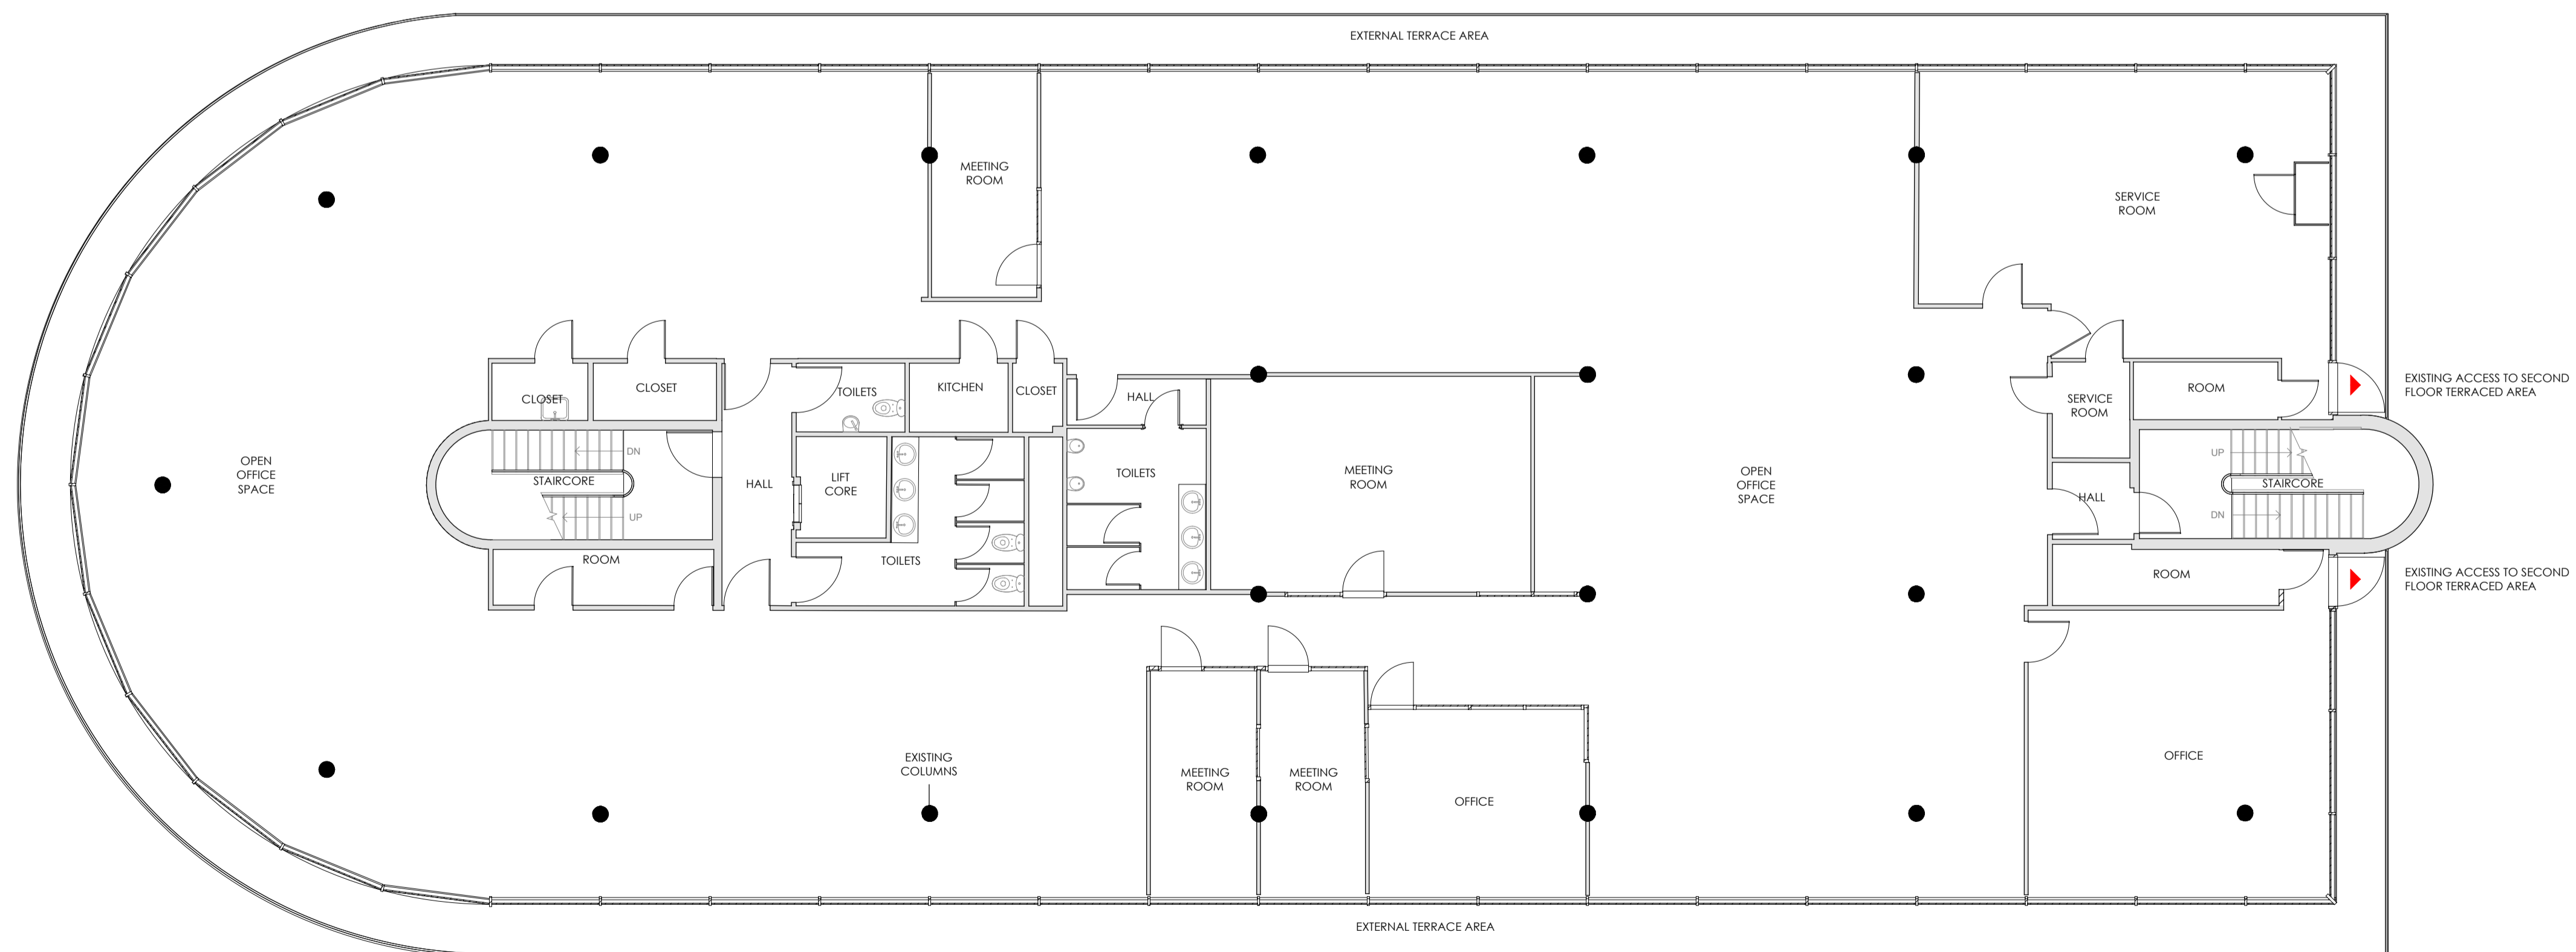 EXTERNAL TERRACE AREA
MEETING
ROOM
SERVICE
ROOM
CLOSET
CLOSET
TOILETS
KITCHEN
CLOSET
HALL
SERVICE
ROOM
ROOM
EXISTING ACCESS TO SECOND
FLOOR TERRACED AREA
OPEN
OFFICE
SPACE
DN
STAIRCORE
UP
HALL
LIFT
CORE
TOILETS
MEETING
ROOM
OPEN
OFFICE
SPACE
UP
STAIRCORE
DN
HALL
ROOM
TOILETS
ROOM
EXISTING ACCESS TO SECOND
FLOOR TERRACED AREA
EXISTING
COLUMNS
MEETING
ROOM
MEETING
ROOM
OFFICE
OFFICE
EXTERNAL TERRACE AREA